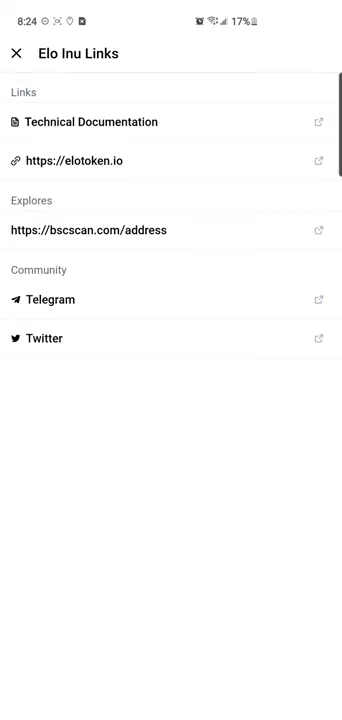 8:24 17%
Elo Inu Links
Links
Technical Documentation
https://elotoken.io
Explores
https://bscscan.com/address
Community
Telegram
Twitter